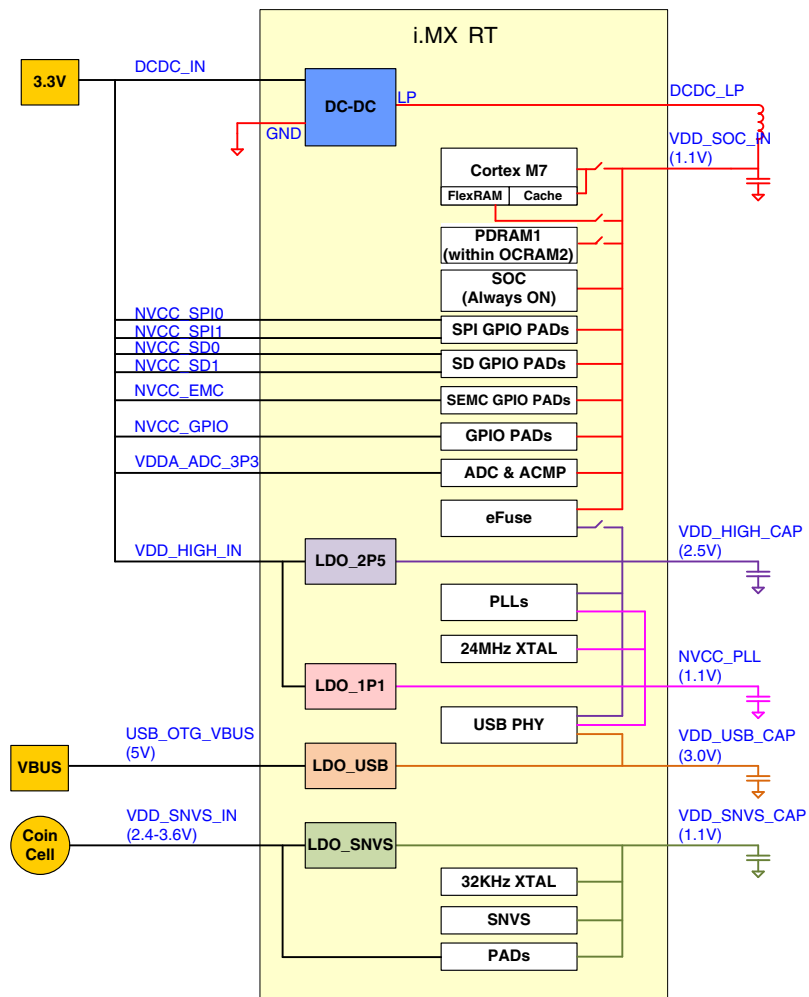 i.MX RT
3.3V
DCDC_IN
DC-DC
LP
GND
DCDC_LP
VDD_SOC_IN
(1.1V)
Cortex M7
FlexRAM
Cache
PDRAM1
(within OCRAM2)
SOC
(Always ON)
NVCC_SPI0
NVCC_SPI1
SPI GPIO PADs
NVCC_SD0
NVCC_SD1
SD GPIO PADs
NVCC_EMC
SEMC GPIO PADs
NVCC_GPIO
GPIO PADs
VDDA_ADC_3P3
ADC & ACMP
eFuse
VDD_HIGH_IN
LDO_2P5
VDD_HIGH_CAP
(2.5V)
PLLs
24MHz XTAL
LDO_1P1
NVCC_PLL
(1.1V)
USB PHY
VBUS
USB_OTG_VBUS
(5V)
LDO_USB
VDD_USB_CAP
(3.0V)
Coin
Cell
VDD_SNVS_IN
(2.4-3.6V)
LDO_SNVS
VDD_SNVS_CAP
(1.1V)
32KHz XTAL
SNVS
PADs